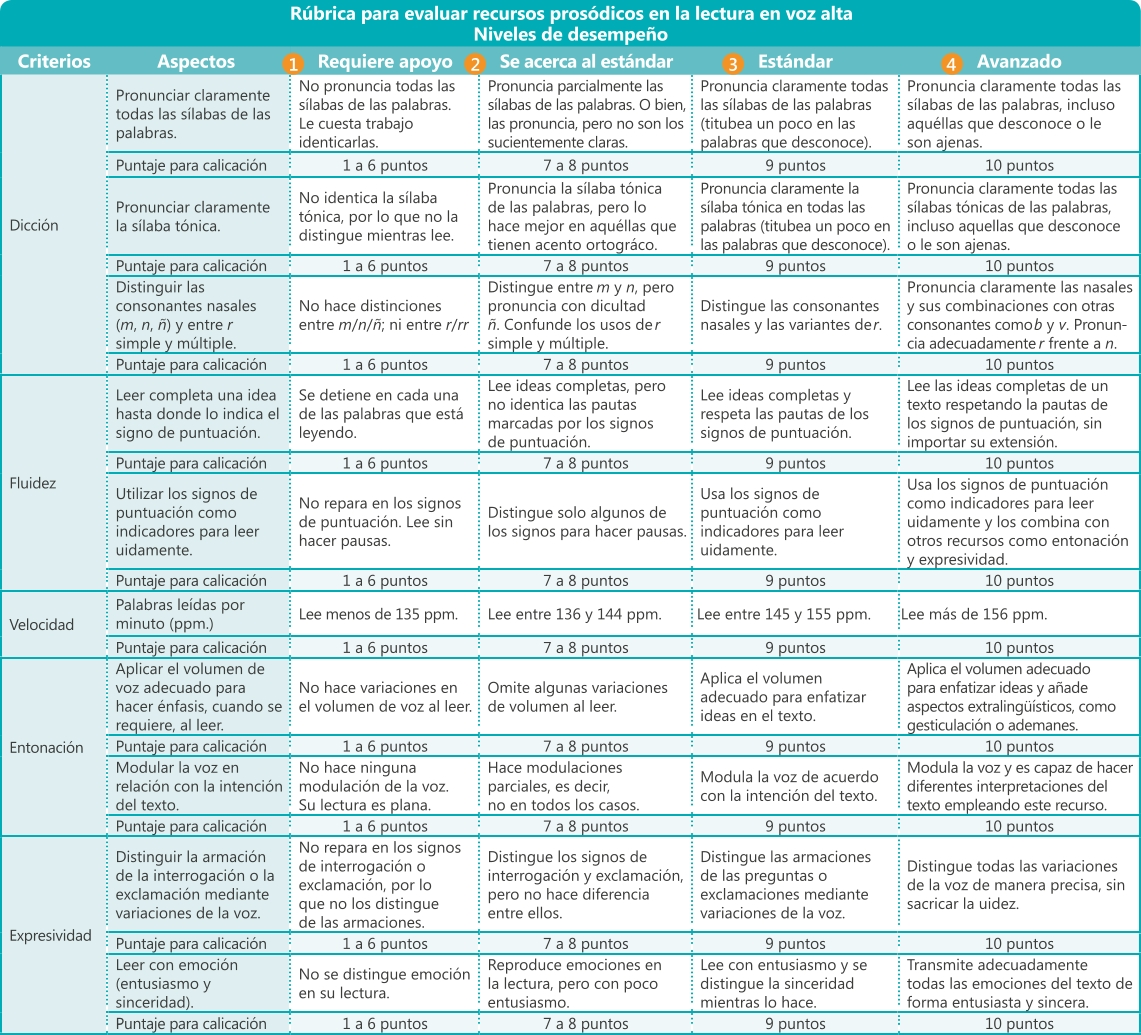 Rúbrica para evaluar recursos prosódicos en la lectura en voz alta
Niveles de desempeño
Criterios Aspectos 1 Requiere apoyo 2 Se acerca al estándar 3 Estándar 4 Avanzado
Dicción
Pronunciar claramente
todas las sílabas de las
palabras.
No pronuncia todas las
sílabas de las palabras.
Le cuesta trabajo
identicarlas.
Pronuncia parcialmente las
sílabas de las palabras. O bien,
las pronuncia, pero no son los
sucientemente claras.
Pronuncia claramente todas
las sílabas de las palabras
(titubea un poco en las
palabras que desconoce).
Pronuncia claramente todas las
sílabas de las palabras, incluso
aquéllas que desconoce o le
son ajenas.
Puntaje para calicación 1 a 6 puntos 7 a 8 puntos 9 puntos 10 puntos
Pronunciar claramente
la sílaba tónica.
No identica la sílaba
tónica, por lo que no la
distingue mientras lee.
Pronuncia la sílaba tónica
de las palabras, pero lo
hace mejor en aquéllas que
tienen acento ortográco.
Pronuncia claramente la
sílaba tónica en todas las
palabras (titubea un poco en
las palabras que desconoce).
Pronuncia claramente todas las
sílabas tónicas de las palabras,
incluso aquellas que desconoce
o le son ajenas.
Puntaje para calicación 1 a 6 puntos 7 a 8 puntos 9 puntos 10 puntos
Distinguir las
consonantes nasales
(m, n, ñ) y entre r
simple y múltiple.
No hace distinciones
entre m/n/ñ; ni entre r/rr
Distingue entre m y n, pero
pronuncia con dicultad
ñ. Confunde los usos de r
simple y múltiple.
Distingue las consonantes
nasales y las variantes de r.
Pronuncia claramente las nasales
y sus combinaciones con otras
consonantes como b y v. Pronun-
cia adecuadamente r frente a n.
Puntaje para calicación 1 a 6 puntos 7 a 8 puntos 9 puntos 10 puntos
Fluidez
Leer completa una idea
hasta donde lo indica el
signo de puntuación.
Se detiene en cada una
de las palabras que está
leyendo.
Lee ideas completas, pero
no identica las pautas
marcadas por los signos
de puntuación.
Lee ideas completas y
respeta las pautas de los
signos de puntuación.
Lee las ideas completas de un
texto respetando la pautas de
los signos de puntuación, sin
importar su extensión.
Puntaje para calicación 1 a 6 puntos 7 a 8 puntos 9 puntos 10 puntos
Utilizar los signos de
puntuación como
indicadores para leer
uidamente.
No repara en los signos
de puntuación. Lee sin
hacer pausas.
Distingue solo algunos de
los signos para hacer pausas.
Usa los signos de
puntuación como
indicadores para leer
uidamente.
Usa los signos de puntuación
como indicadores para leer
uidamente y los combina con
otros recursos como entonación
y expresividad.
Puntaje para calicación 1 a 6 puntos 7 a 8 puntos 9 puntos 10 puntos
Velocidad
Palabras leídas por
minuto (ppm.)
Lee menos de 135 ppm.
Lee entre 136 y 144 ppm.
Lee entre 145 y 155 ppm.
Lee más de 156 ppm.
Puntaje para calicación 1 a 6 puntos 7 a 8 puntos 9 puntos 10 puntos
Entonación
Aplicar el volumen de
voz adecuado para
hacer énfasis, cuando se
requiere, al leer.
No hace variaciones en
el volumen de voz al leer.
Omite algunas variaciones
de volumen al leer.
Aplica el volumen
adecuado para enfatizar
ideas en el texto.
Aplica el volumen adecuado
para enfatizar ideas y añade
aspectos extralingüísticos, como
gesticulación o ademanes.
Puntaje para calicación 1 a 6 puntos 7 a 8 puntos 9 puntos 10 puntos
Modular la voz en
relación con la intención
del texto.
No hace ninguna
modulación de la voz.
Su lectura es plana.
Hace modulaciones
parciales, es decir,
no en todos los casos.
Modula la voz de acuerdo
con la intención del texto.
Modula la voz y es capaz de hacer
diferentes interpretaciones del
texto empleando este recurso.
Puntaje para calicación 1 a 6 puntos 7 a 8 puntos 9 puntos 10 puntos
Expresividad
Distinguir la armación
de la interrogación o la
exclamación mediante
variaciones de la voz.
No repara en los signos
de interrogación o
exclamación, por lo
que no los distingue
de las armaciones.
Distingue los signos de
interrogación y exclamación,
pero no hace diferencia
entre ellos.
Distingue las armaciones
de las preguntas o
exclamaciones mediante
variaciones de la voz.
Distingue todas las variaciones
de la voz de manera precisa, sin
sacricar la uidez.
Puntaje para calicación 1 a 6 puntos 7 a 8 puntos 9 puntos 10 puntos
Leer con emoción
(entusiasmo y
sinceridad).
No se distingue emoción
en su lectura.
Reproduce emociones en
la lectura, pero con poco
entusiasmo.
Lee con entusiasmo y se
distingue la sinceridad
mientras lo hace.
Transmite adecuadamente
todas las emociones del texto de
forma entusiasta y sincera.
Puntaje para calicación 1 a 6 puntos 7 a 8 puntos 9 puntos 10 puntos